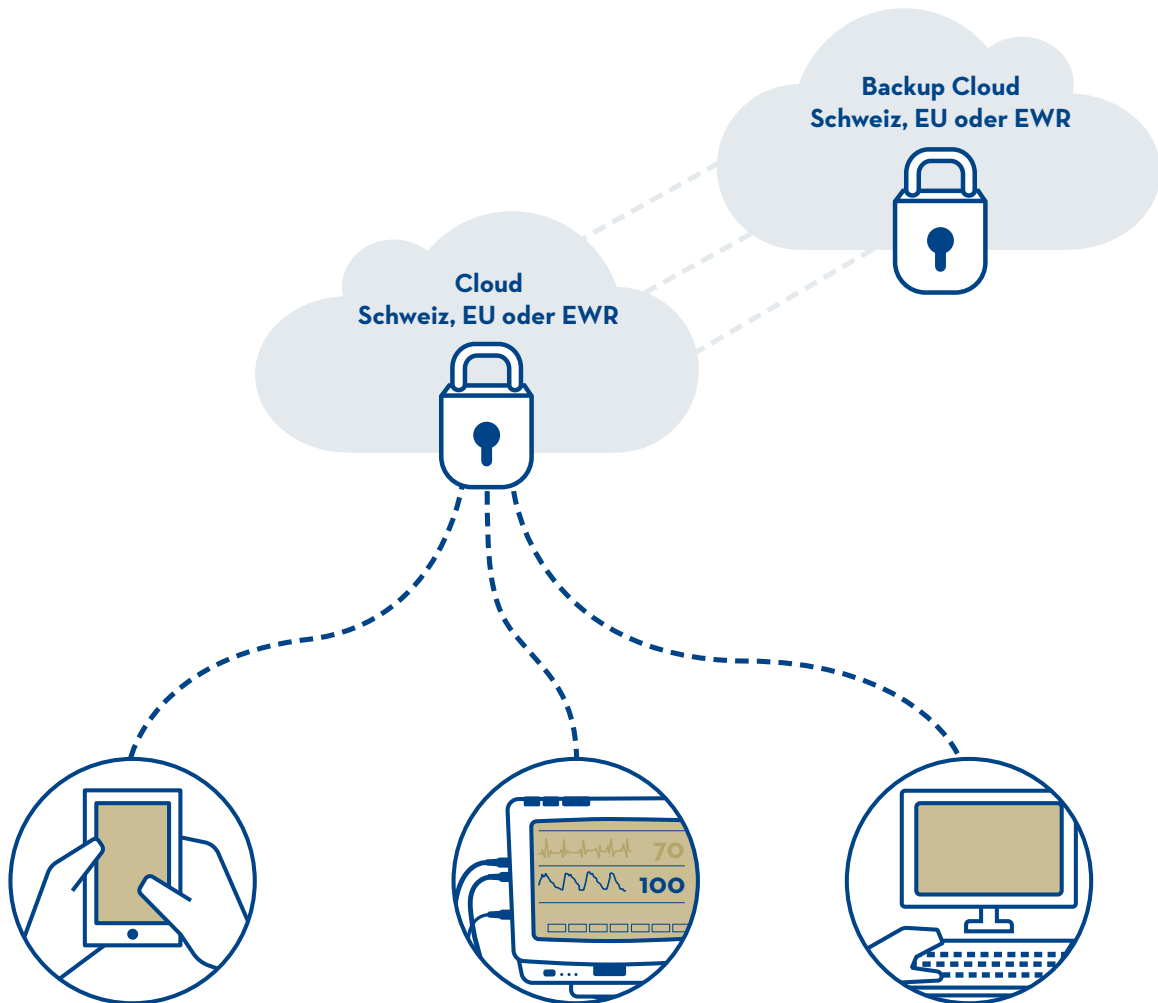 Backup Cloud
Schweiz, EU oder EWR
Cloud
Schweiz, EU oder EWR
70
100